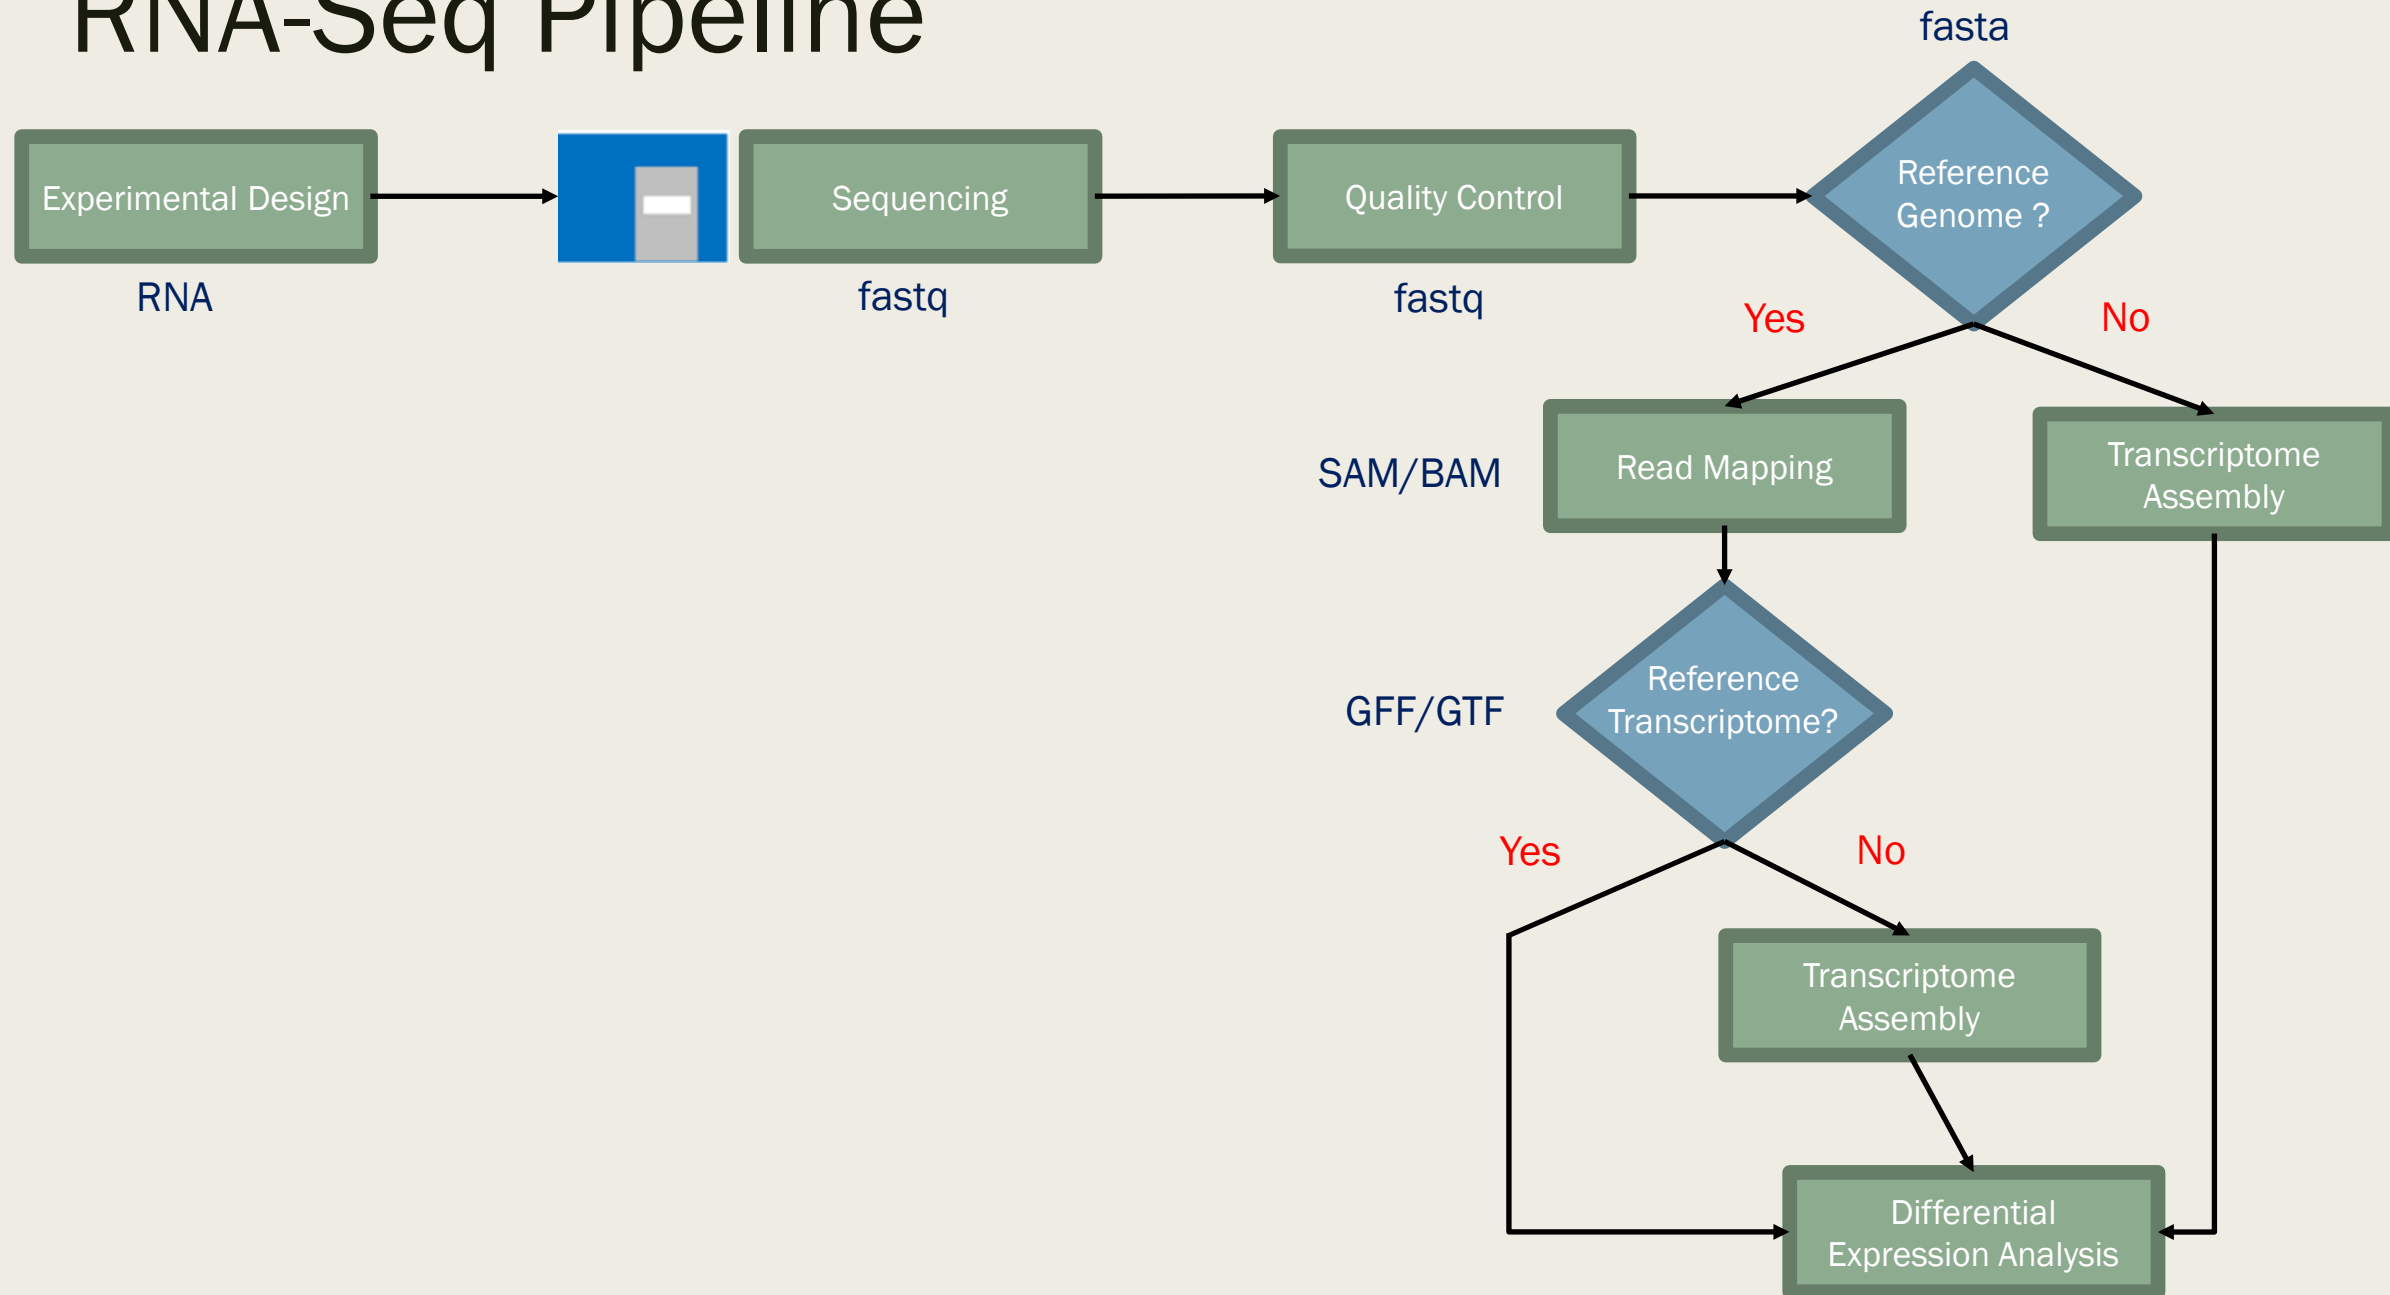 RNA-Seq Pipeline
fasta
Experimental Design
Sequencing
Quality Control
Reference
Genome ?
RNA
fastq
fastq
Yes
No
SAM/BAM
Read Mapping
Transcriptome
Assembly
GFF/GTF
Reference
Transcriptome?
Yes
No
Transcriptome
Assembly
Differential
Expression Analysis